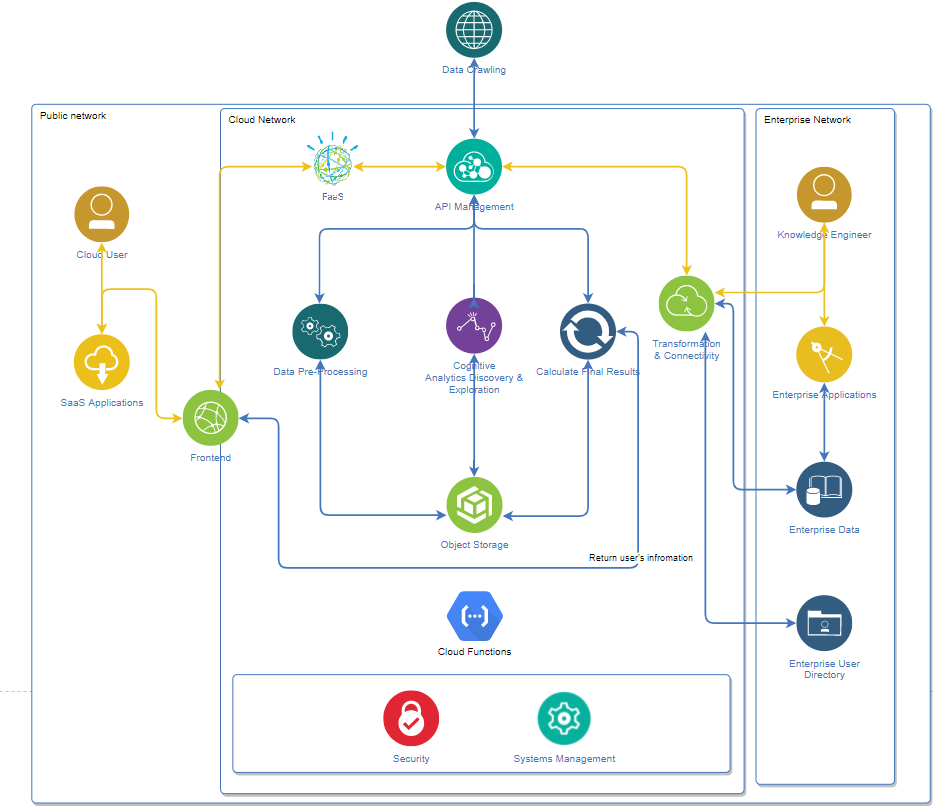 Data Crawling
Public network
Cloud Network
Enterprise Network
FaaS
API Management
Cloud User
Knowledge Engineer
Data Pre-Processing
Cognitive
Analytics Discovery &
Exploration
Calculate Final Results
Transformation
& Connectivity
SaaS Applications
Enterprise Applications
Frontend
Object Storage
Enterprise Data
Return user's infromation
Cloud Functions
Enterprise User
Directory
Security
Systems Management